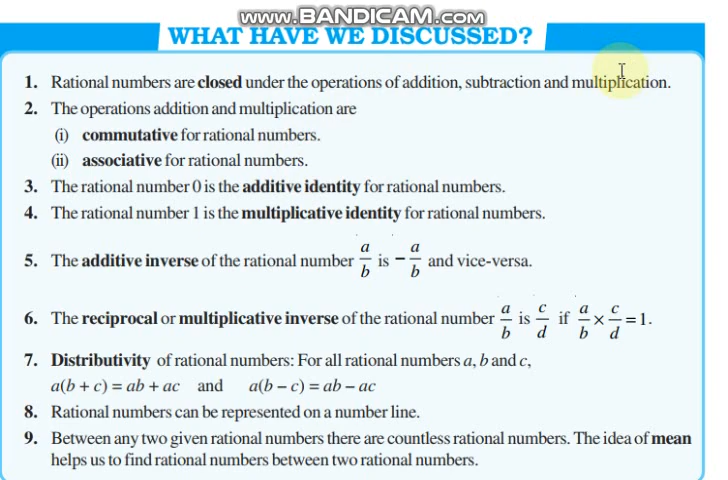 www.BANDICAM.com
WHAT HAVE WE DISCUSSED?
1. Rational numbers are closed under the operations of addition, subtraction and multiplication.
2. The operations addition and multiplication are
(i) commutative for rational numbers.
(ii) associative for rational numbers.
3. The rational number 0 is the additive identity for rational numbers.
4. The rational number 1 is the multiplicative identity for rational numbers.
5. The additive inverse of the rational number a/b is −a/b and vice-versa.
6. The reciprocal or multiplicative inverse of the rational number a/b is c/d if a/b × c/d = 1.
7. Distributivity of rational numbers: For all rational numbers a, b and c,
a(b + c) = ab + ac and a(b − c) = ab − ac
8. Rational numbers can be represented on a number line.
9. Between any two given rational numbers there are countless rational numbers. The idea of mean
helps us to find rational numbers between two rational numbers.